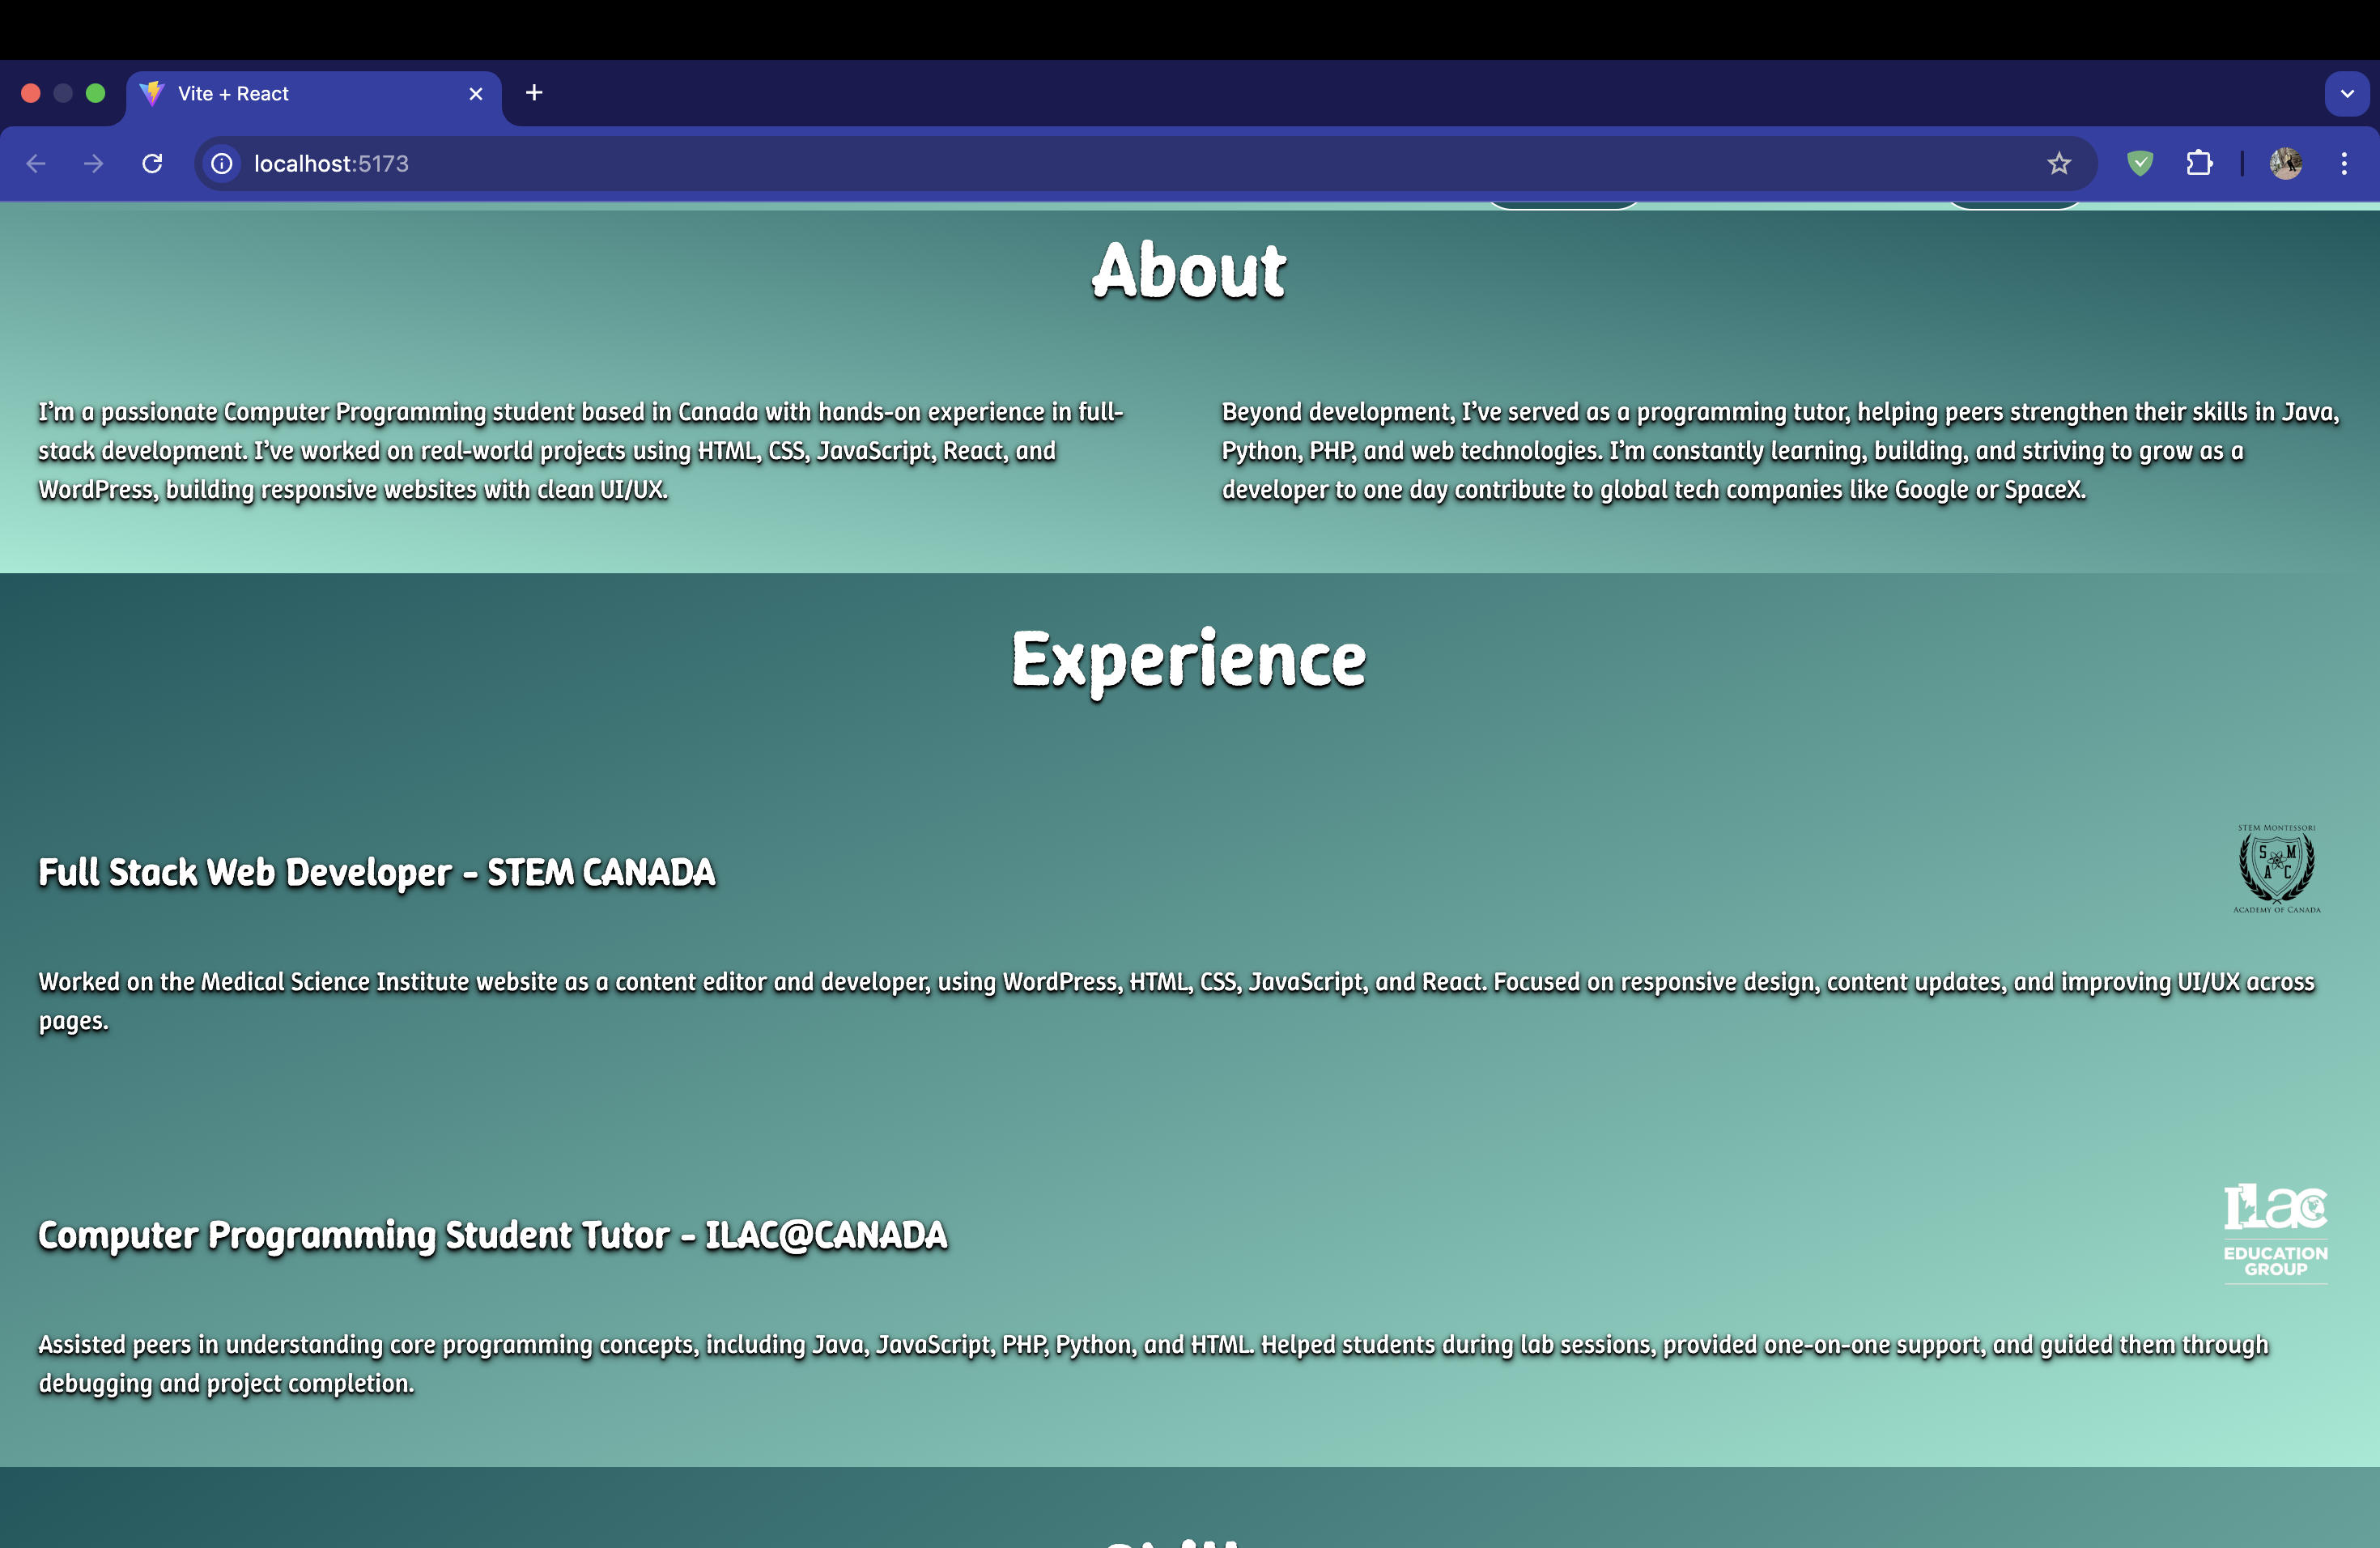 Vite + React
localhost:5173
About
I'm a passionate Computer Programming student based in Canada with hands-on experience in full-
stack development. I've worked on real-world projects using HTML, CSS, JavaScript, React, and
WordPress, building responsive websites with clean UI/UX.
Beyond development, I've served as a programming tutor, helping peers strengthen their skills in Java,
Python, PHP, and web technologies. I'm constantly learning, building, and striving to grow as a
developer to one day contribute to global tech companies like Google or SpaceX.
Experience
STEM MONTESSORI
S M
A C
ACADEMY OF CANADA
Full Stack Web Developer - STEM CANADA
Worked on the Medical Science Institute website as a content editor and developer, using WordPress, HTML, CSS, JavaScript, and React. Focused on responsive design, content updates, and improving UI/UX across
pages.
ILac
EDUCATION
GROUP
Computer Programming Student Tutor - ILAC@CANADA
Assisted peers in understanding core programming concepts, including Java, JavaScript, PHP, Python, and HTML. Helped students during lab sessions, provided one-on-one support, and guided them through
debugging and project completion.